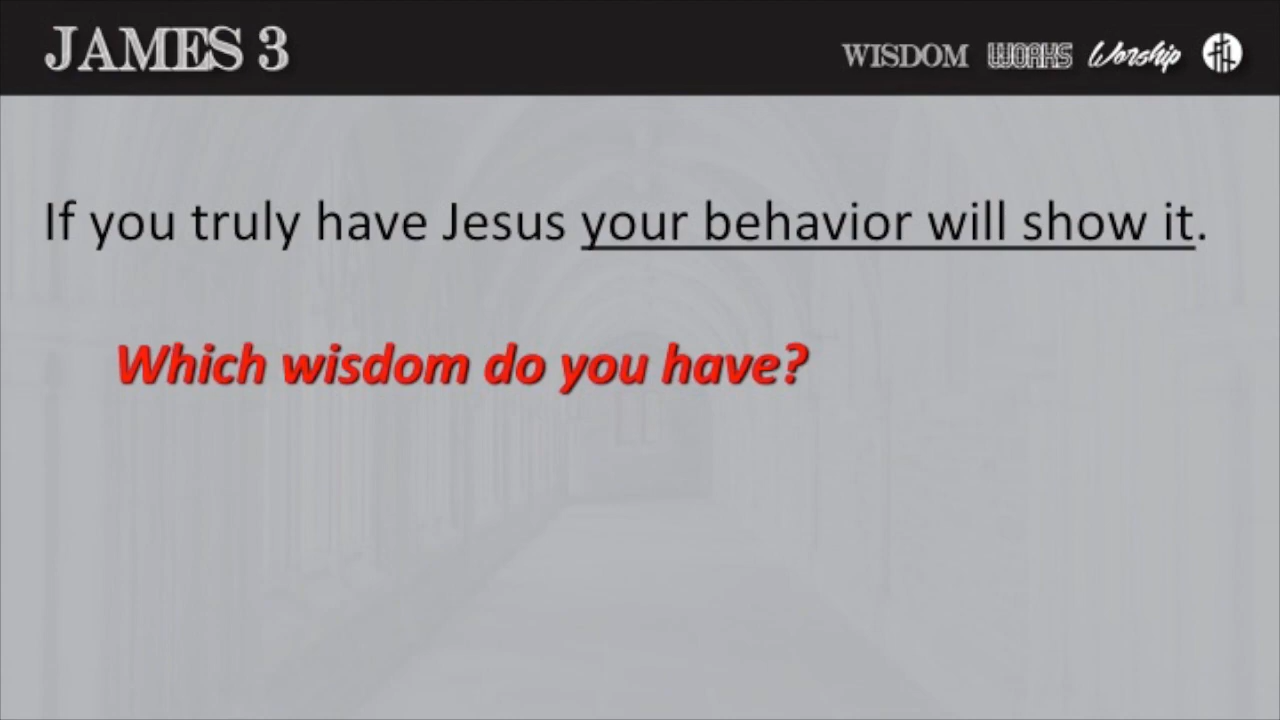 JAMES 3
WISDOM WORKS Worship
If you truly have Jesus your behavior will show it.
Which wisdom do you have?